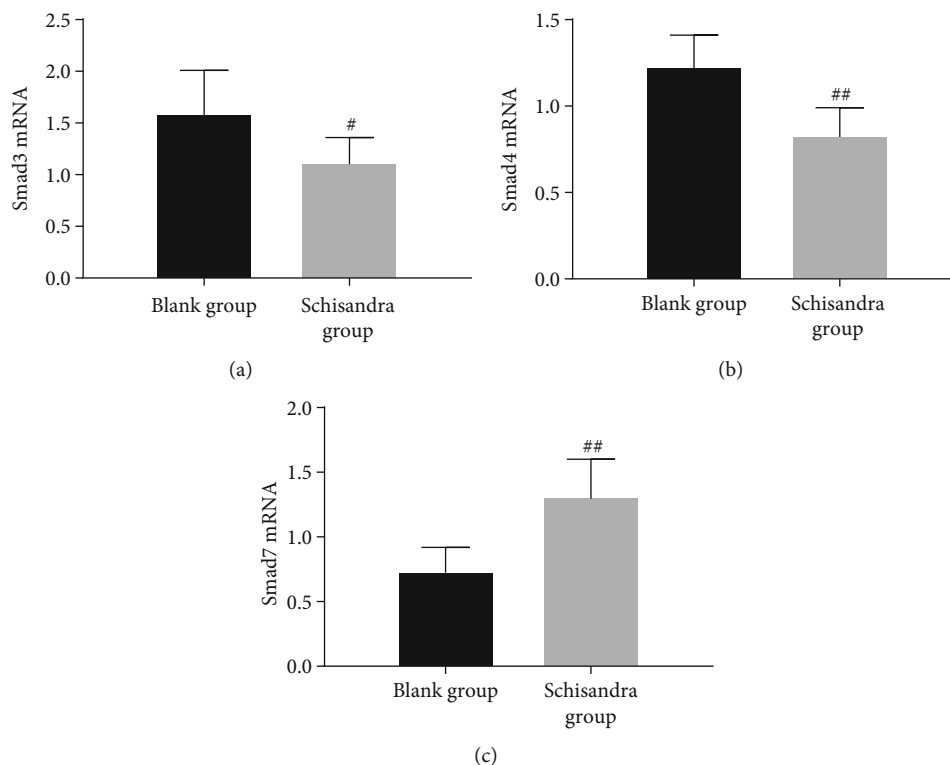 2.5
2.0
1.5
1.0
0.5
0.0
Smad3 mRNA
#
Blank group
Schisandra
group
(a)
1.5
1.0
0.5
0.0
Smad4 mRNA
##
Blank group
Schisandra
group
(b)
2.0
1.5
1.0
0.5
0.0
Smad7 mRNA
##
Blank group
Schisandra
group
(c)